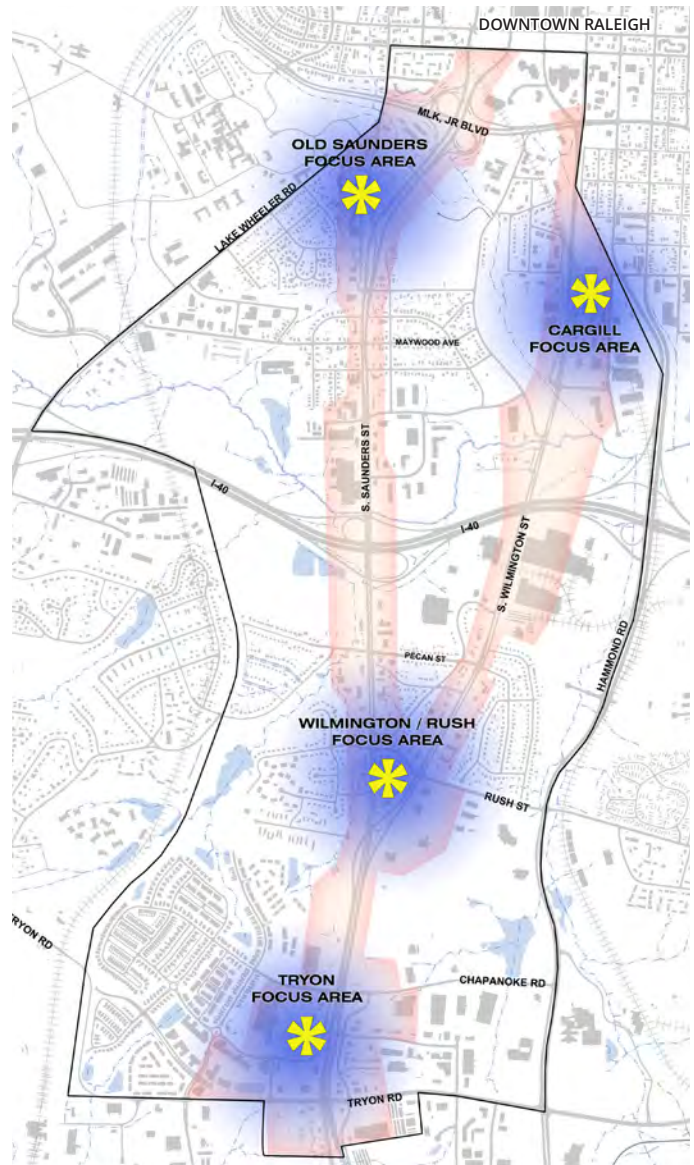 DOWNTOWN RALEIGH
MLK, JR BLVD
OLD SAUNDERS
FOCUS AREA
LAKE WHEELER RD
CARGILL
FOCUS AREA
MAYWOOD AVE
S. SAUNDERS ST
I-40
I-40
S. WILMINGTON ST
PECAN ST
HAMMOND RD
WILMINGTON / RUSH
FOCUS AREA
RUSH ST
TRYON RD
TRYON
FOCUS AREA
CHAPANOKE RD
TRYON RD